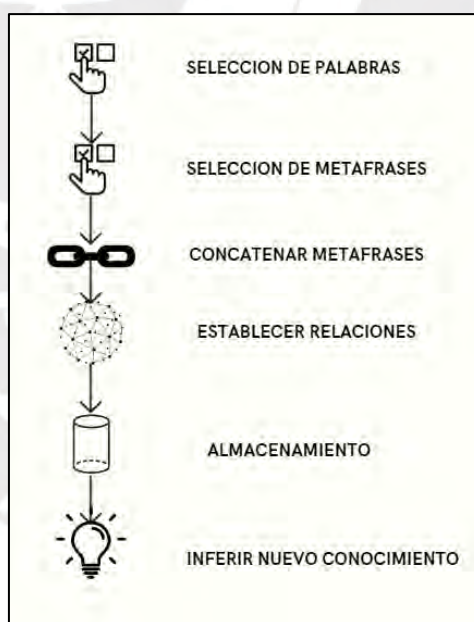 SELECCION DE PALABRAS
SELECCION DE METAFRASES
CONCATENAR METAFRASES
ESTABLECER RELACIONES
ALMACENAMIENTO
INFERIR NUEVO CONOCIMIENTO